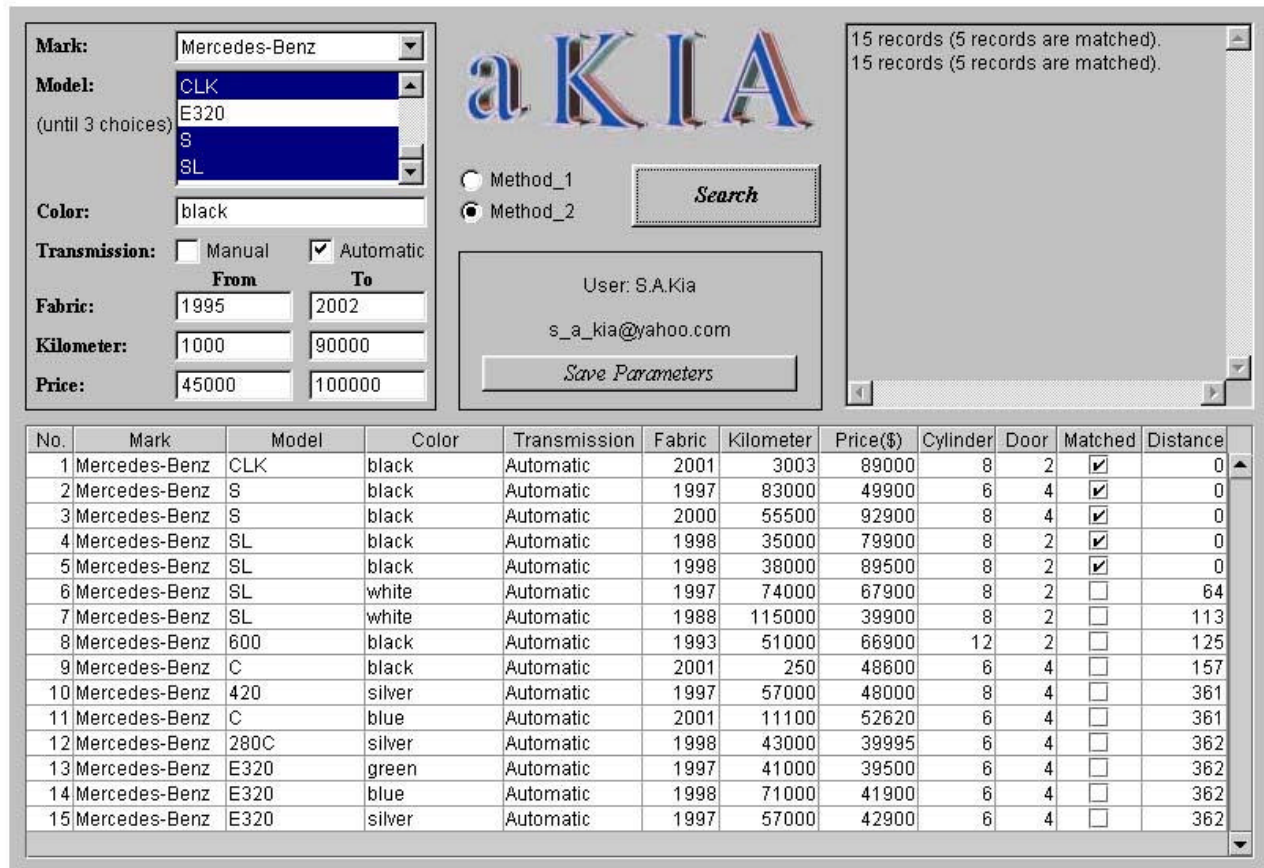 Mark: Mercedes-Benz
Model: CLK
(until 3 choices) E320
S
SL
Color: black
Transmission: Manual Automatic
From To
Fabric: 1995 2002
Kilometer: 1000 90000
Price: 45000 100000
aKIA
Method_1
Method_2
Search
User: S.A.Kia
s_a_kia@yahoo.com
Save Parameters
15 records (5 records are matched).
15 records (5 records are matched).
No. Mark Model Color Transmission Fabric Kilometer Price($) Cylinder Door Matched Distance
1 Mercedes-Benz CLK black Automatic 2001 3003 89000 8 2 0
2 Mercedes-Benz S black Automatic 1997 83000 49900 6 4 0
3 Mercedes-Benz S black Automatic 2000 55500 92900 8 4 0
4 Mercedes-Benz SL black Automatic 1998 35000 79900 8 2 0
5 Mercedes-Benz SL black Automatic 1998 38000 89500 8 2 0
6 Mercedes-Benz SL white Automatic 1997 74000 67900 8 2 64
7 Mercedes-Benz SL white Automatic 1988 115000 39900 8 2 113
8 Mercedes-Benz 600 black Automatic 1993 51000 66900 12 2 125
9 Mercedes-Benz C black Automatic 2001 250 48600 6 4 157
10 Mercedes-Benz 420 silver Automatic 1997 57000 48000 8 4 361
11 Mercedes-Benz C blue Automatic 2001 11100 52620 6 4 361
12 Mercedes-Benz 280C silver Automatic 1998 43000 39995 6 4 362
13 Mercedes-Benz E320 green Automatic 1997 41000 39500 6 4 362
14 Mercedes-Benz E320 blue Automatic 1998 71000 41900 6 4 362
15 Mercedes-Benz E320 silver Automatic 1997 57000 42900 6 4 362